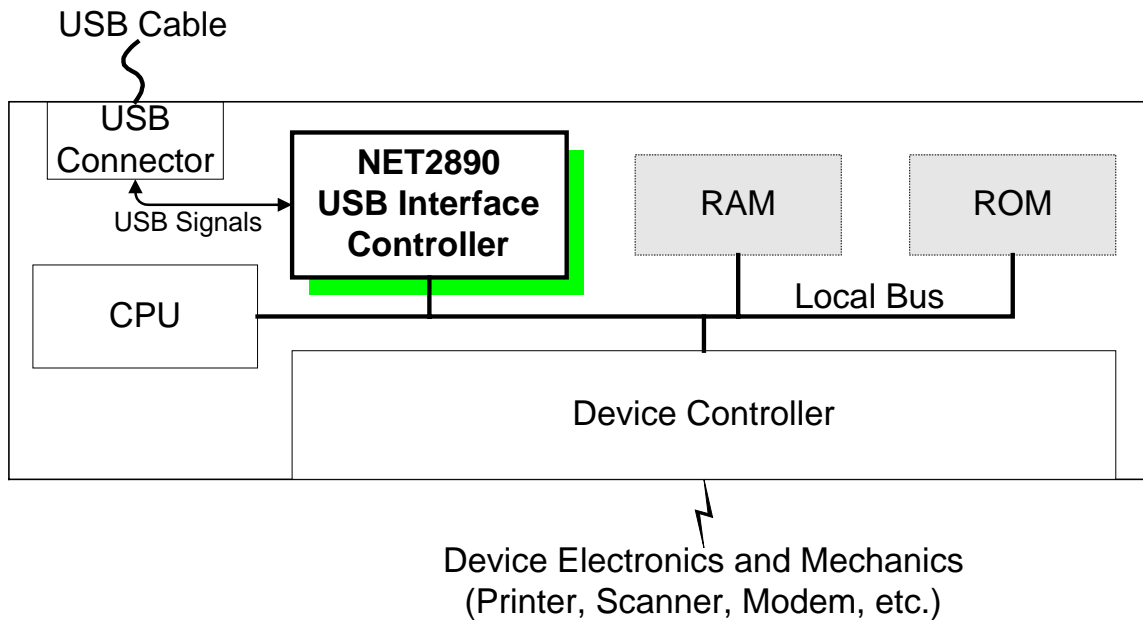 USB Cable
USB
Connector
NET2890
USB Interface
Controller
RAM
ROM
USB Signals
CPU
Local Bus
Device Controller
Device Electronics and Mechanics
(Printer, Scanner, Modem, etc.)